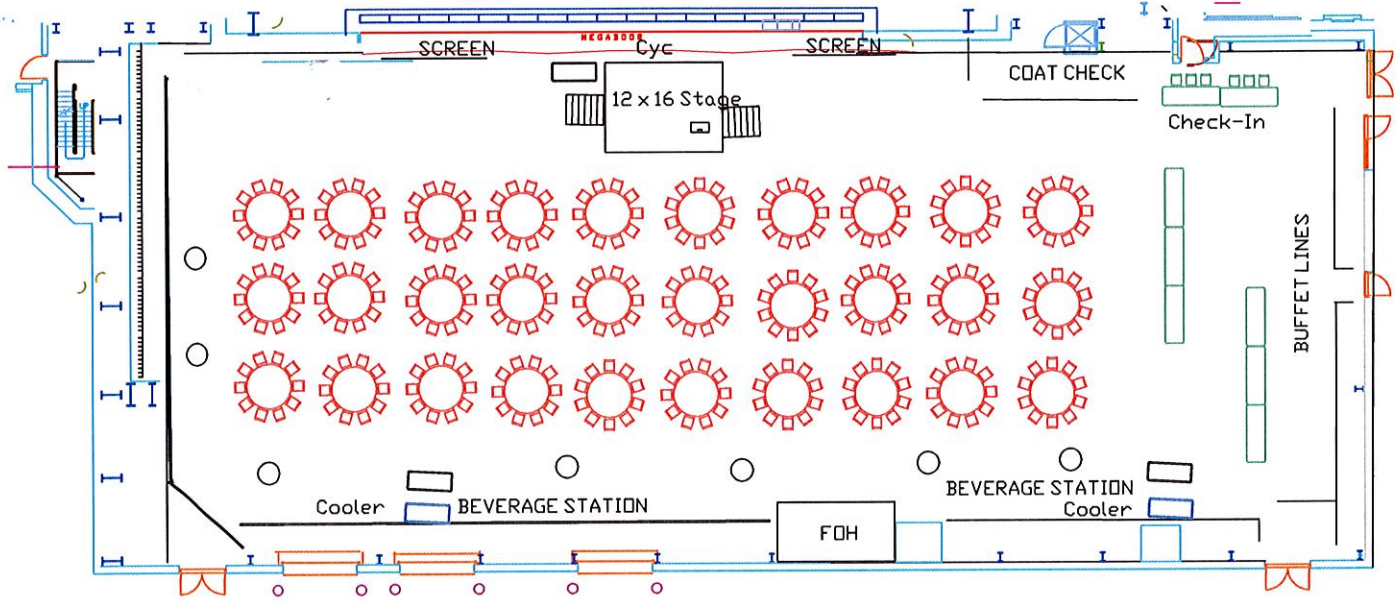 MEGADOOR
SCREEN
Cyc
SCREEN
COAT CHECK
12 x 16 Stage
Check-In
BUFFET LINES
BEVERAGE STATION
Cooler
BEVERAGE STATION
Cooler
FOH